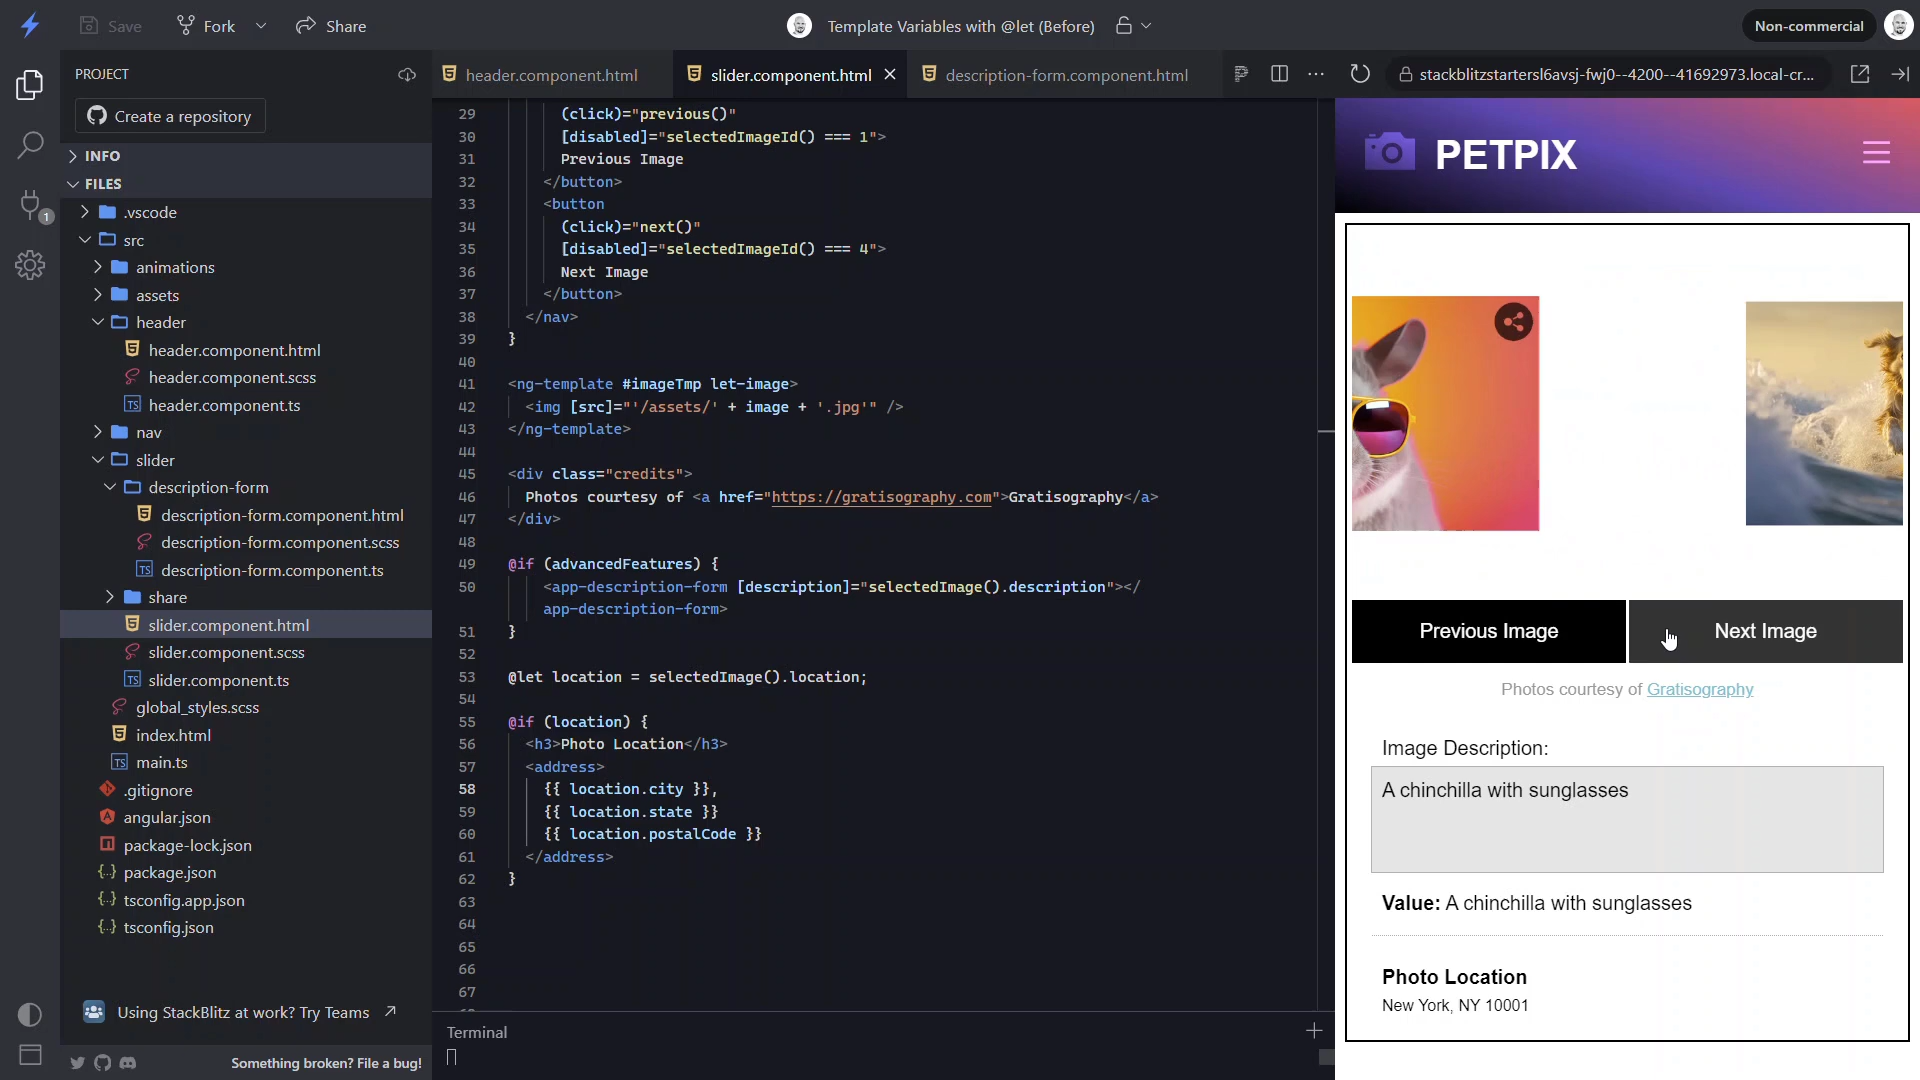 Save
Fork
Share
Template Variables with @let (Before)
Non-commercial
PROJECT
Create a repository
INFO
FILES
.vscode
src
animations
assets
header
header.component.html
header.component.scss
header.component.ts
nav
slider
description-form
description-form.component.html
description-form.component.scss
description-form.component.ts
share
slider.component.html
slider.component.scss
slider.component.ts
global_styles.scss
index.html
main.ts
.gitignore
angular.json
package-lock.json
package.json
tsconfig.app.json
tsconfig.json
Using StackBlitz at work? Try Teams
Something broken? File a bug!
1
header.component.html
slider.component.html
description-form.component.html
29 (click)="previous()"
30 [disabled]="selectedImageId() === 1">
31 Previous Image
32 </button>
33 <button
34 (click)="next()"
35 [disabled]="selectedImageId() === 4">
36 Next Image
37 </button>
38 </nav>
39 }
40
41 <ng-template #imageTmp let-image>
42 <img [src]="'/assets/' + image + '.jpg'" />
43 </ng-template>
44
45 <div class="credits">
46 Photos courtesy of <a href="https://gratisography.com">Gratisography</a>
47 </div>
48
49 @if (advancedFeatures) {
50 <app-description-form [description]="selectedImage().description"></
app-description-form>
51 }
52
53 @let location = selectedImage().location;
54
55 @if (location) {
56 <h3>Photo Location</h3>
57 <address>
58 {{ location.city }},
59 {{ location.state }}
60 {{ location.postalCode }}
61 </address>
62 }
63
64
65
66
67
Terminal
stackblitzstartersl6avsj-fwj0--4200--41692973.local-cr...
PETPIX
Previous Image
Next Image
Photos courtesy of Gratisography
Image Description:
A chinchilla with sunglasses
Value: A chinchilla with sunglasses
Photo Location
New York, NY 10001